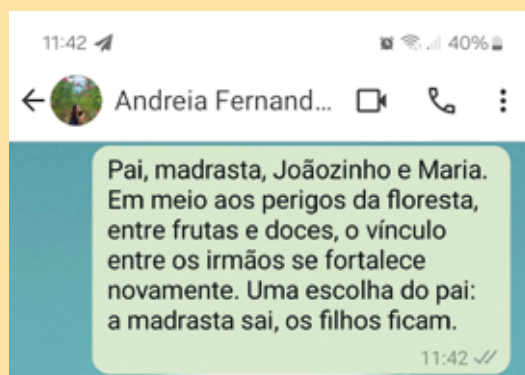 11:42 40%
Andreia Fernand...
Pai, madrasta, Joãozinho e Maria.
Em meio aos perigos da floresta,
entre frutas e doces, o vínculo
entre os irmãos se fortalece
novamente. Uma escolha do pai:
a madrasta sai, os filhos ficam.
11:42